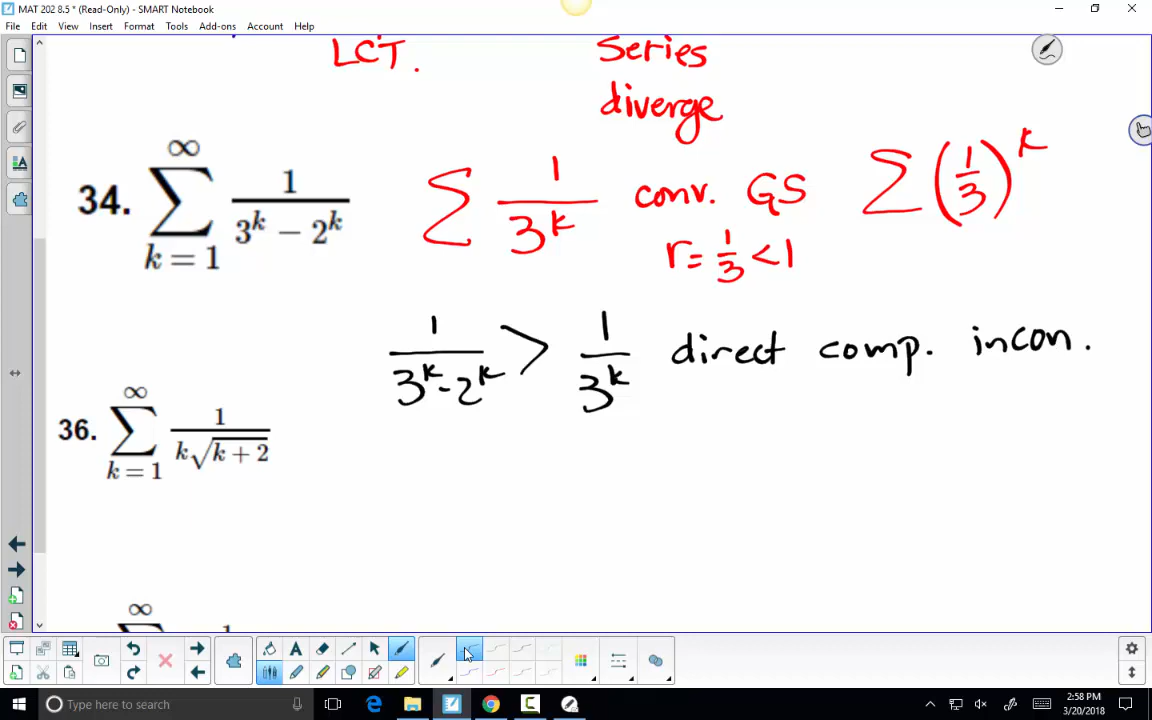 MAT 202 8.5 * (Read-Only) - SMART Notebook
File Edit View Insert Format Tools Add-ons Account Help
LCT. Series
diverge
34. ∞ ∑ k = 1 1 / (3^k − 2^k) ∑ 1 / 3^k conv. GS ∑ (1/3)^k
r = 1/3 < 1
1 / (3^k - 2^k) > 1 / 3^k direct comp. incon.
36. ∞ ∑ k = 1 1 / (k√(k + 2))
∞
Type here to search
2:58 PM
3/20/2018